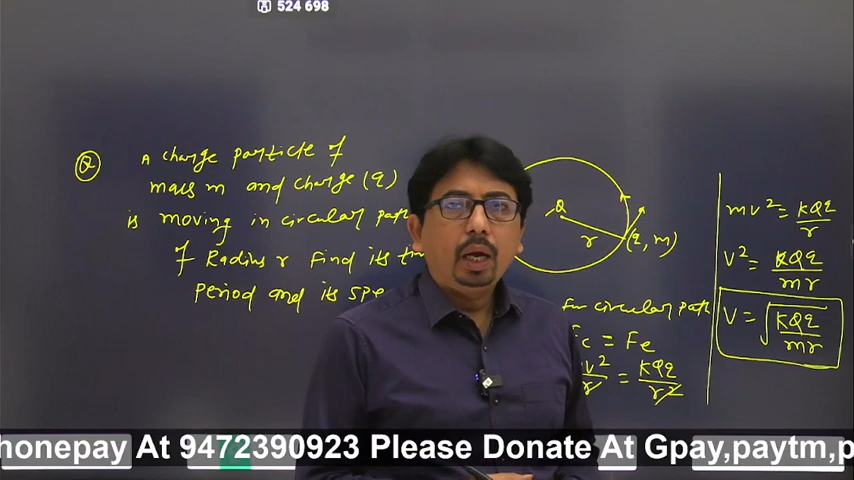 524 698
Q
A charge particle of
mass m and charge (q)
is moving in circular path
of Radius r Find its
period and its
-Q
r
(q, m)
For circular path
Fc = Fe
v² / r = KQq / r²
mv² = KQq / r
V² = KQq / mr
V = √KQq / mr
honepay At 9472390923 Please Donate At Gpay,paytm,p